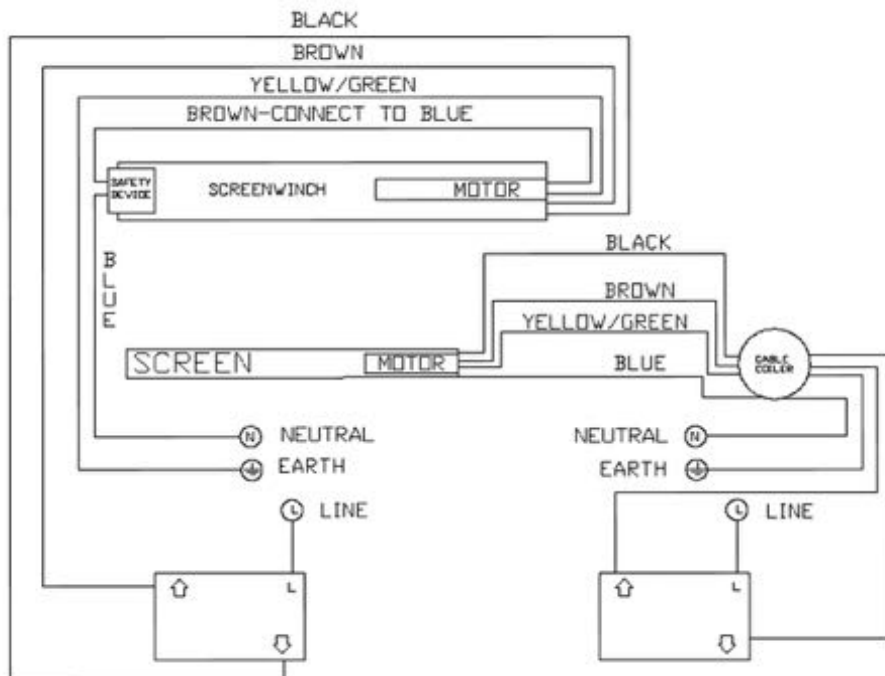 BLACK
BROWN
YELLOW/GREEN
BROWN-CONNECT TO BLUE
SAFETY
DEVICE
SCREENWINCH
MOTOR
BLUE
BLACK
BROWN
YELLOW/GREEN
SCREEN
MOTOR
BLUE
CABLE
COILER
N NEUTRAL
NEUTRAL N
EARTH
EARTH
L LINE
L LINE
L
L